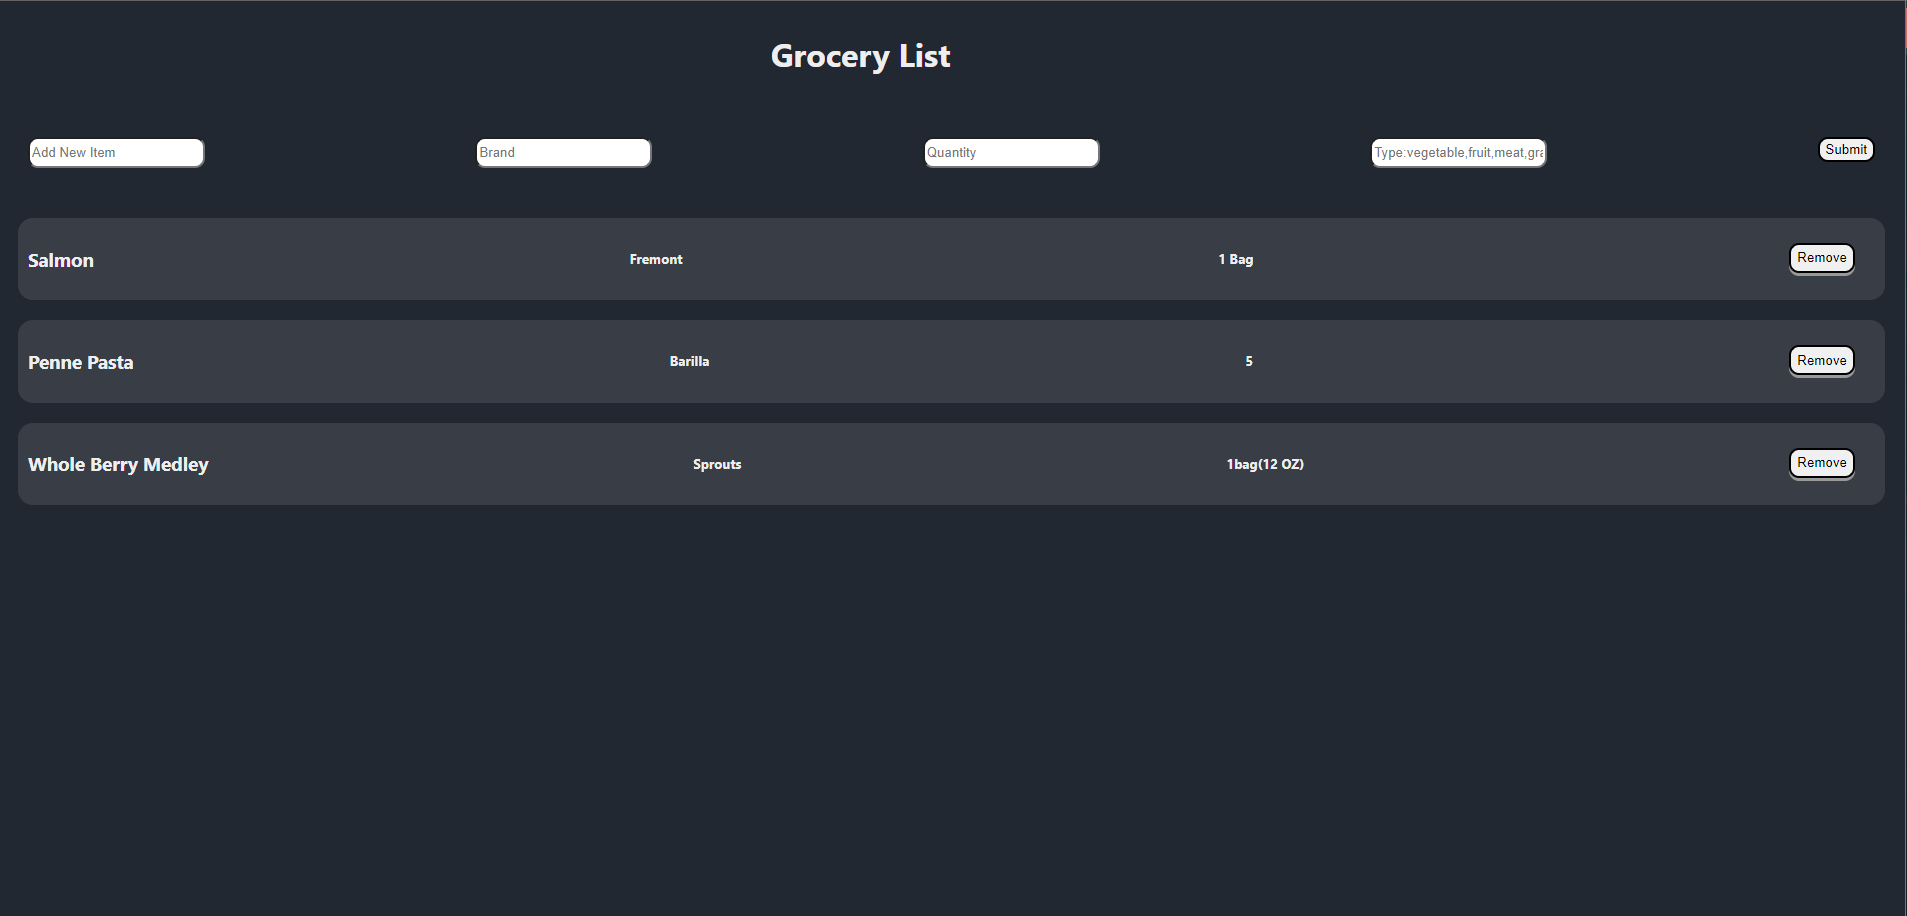 Grocery List
Add New Item Brand Quantity Type:vegetable,fruit,meat,gra Submit
Salmon Fremont 1 Bag Remove
Penne Pasta Barilla 5 Remove
Whole Berry Medley Sprouts 1bag(12 OZ) Remove